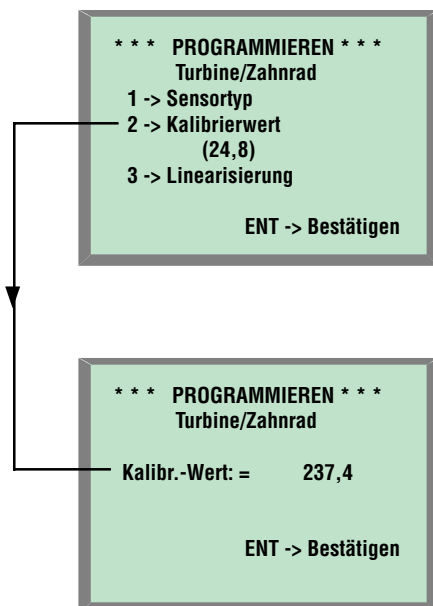 * * * PROGRAMMIEREN * * *
Turbine/Zahnrad
1 -> Sensortyp
2 -> Kalibrierwert
(24,8)
3 -> Linearisierung
ENT -> Bestätigen
* * * PROGRAMMIEREN * * *
Turbine/Zahnrad
Kalibr.-Wert: = 237,4
ENT -> Bestätigen